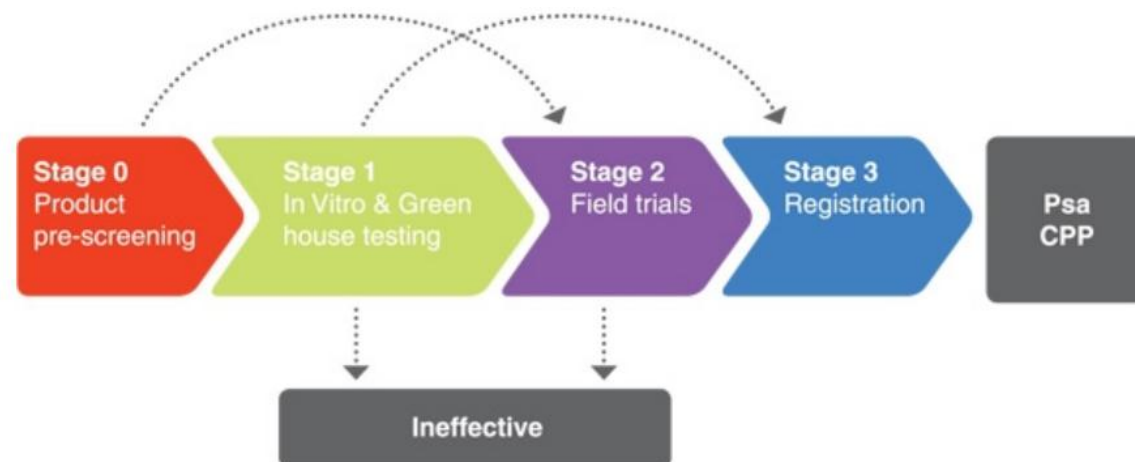 Stage 0
Product
pre-screening
Stage 1
In Vitro & Green
house testing
Stage 2
Field trials
Stage 3
Registration
Psa
CPP
Ineffective